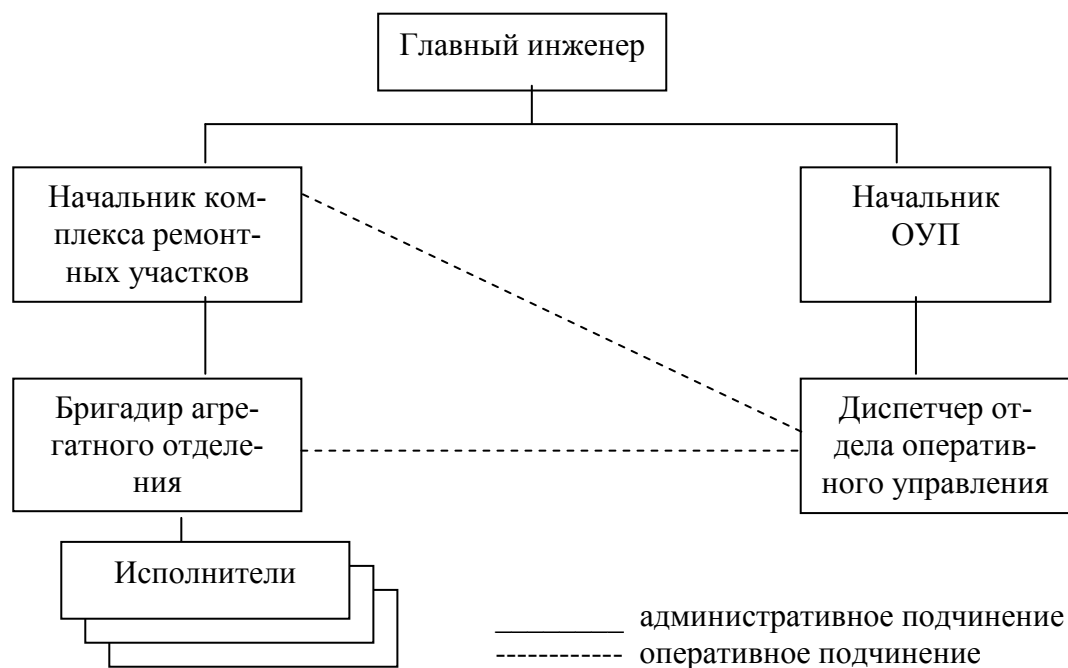 Главный инженер
Начальник ком-
плекса ремонт-
ных участков
Начальник
ОУП
Бригадир агре-
гатного отделе-
ния
Диспетчер от-
дела оператив-
ного управления
Исполнители
административное подчинение
оперативное подчинение